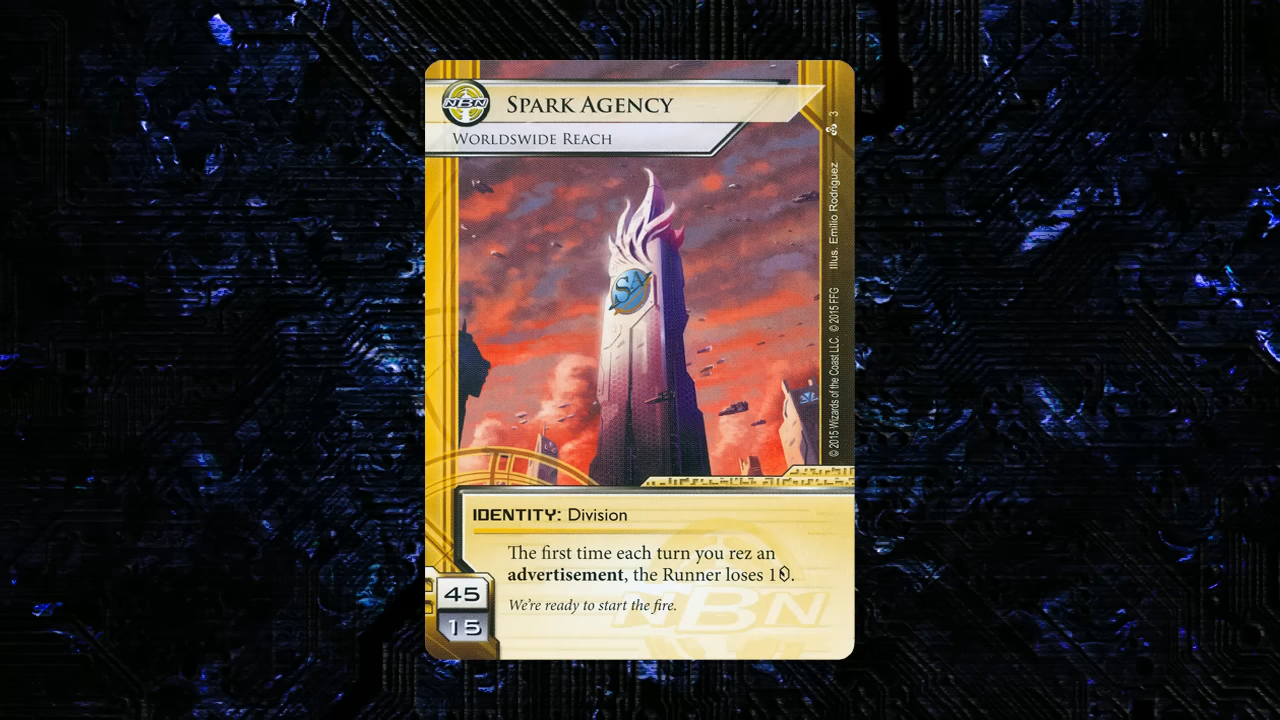 NBN
SPARK AGENCY
WORLDSWIDE REACH
3
Illus. Emilio Rodriguez
© 2015 Wizards of the Coast LLC. © 2015 FFG
SA
IDENTITY: Division
The first time each turn you rez an
advertisement, the Runner loses 1.
We're ready to start the fire.
NBN
45
15